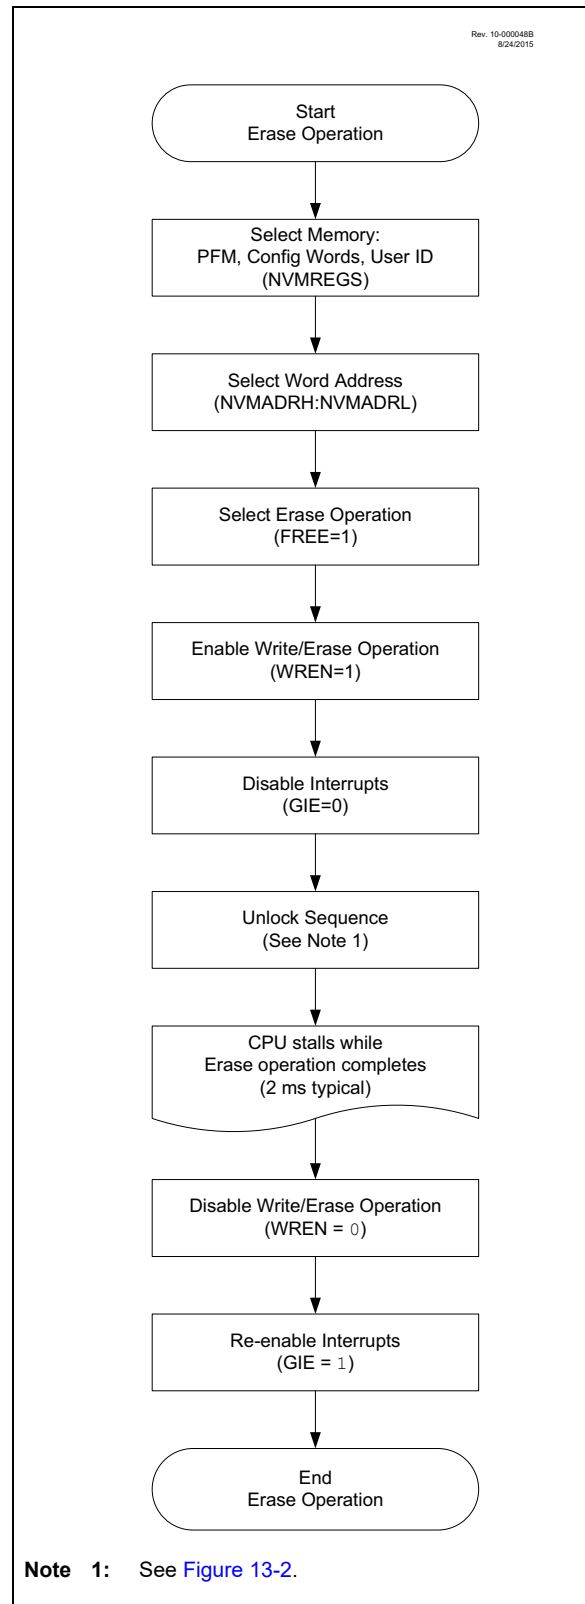 Rev. 10-000048B
8/24/2015
Start
Erase Operation
Select Memory:
PFM, Config Words, User ID
(NVMREGS)
Select Word Address
(NVMADRH:NVMADRL)
Select Erase Operation
(FREE=1)
Enable Write/Erase Operation
(WREN=1)
Disable Interrupts
(GIE=0)
Unlock Sequence
(See Note 1)
CPU stalls while
Erase operation completes
(2 ms typical)
Disable Write/Erase Operation
(WREN = 0)
Re-enable Interrupts
(GIE = 1)
End
Erase Operation
Note 1: See Figure 13-2.